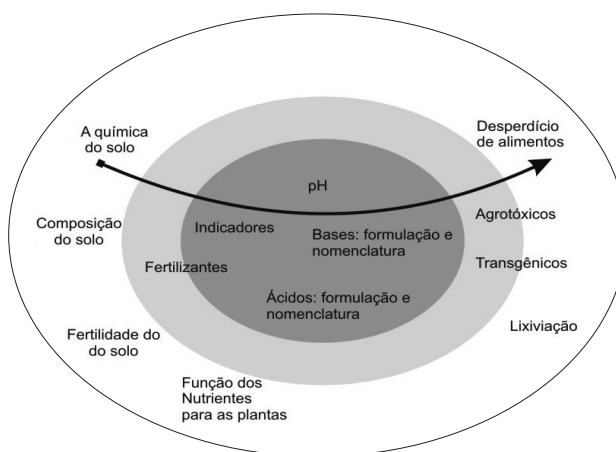 A química
do solo
Desperdício
de alimentos
pH
Composição
do solo
Indicadores
Bases: formulação e
nomenclatura
Agrotóxicos
Fertilizantes
Transgênicos
Ácidos: formulação e
nomenclatura
Fertilidade do
do solo
Lixiviação
Função dos
Nutrientes
para as plantas